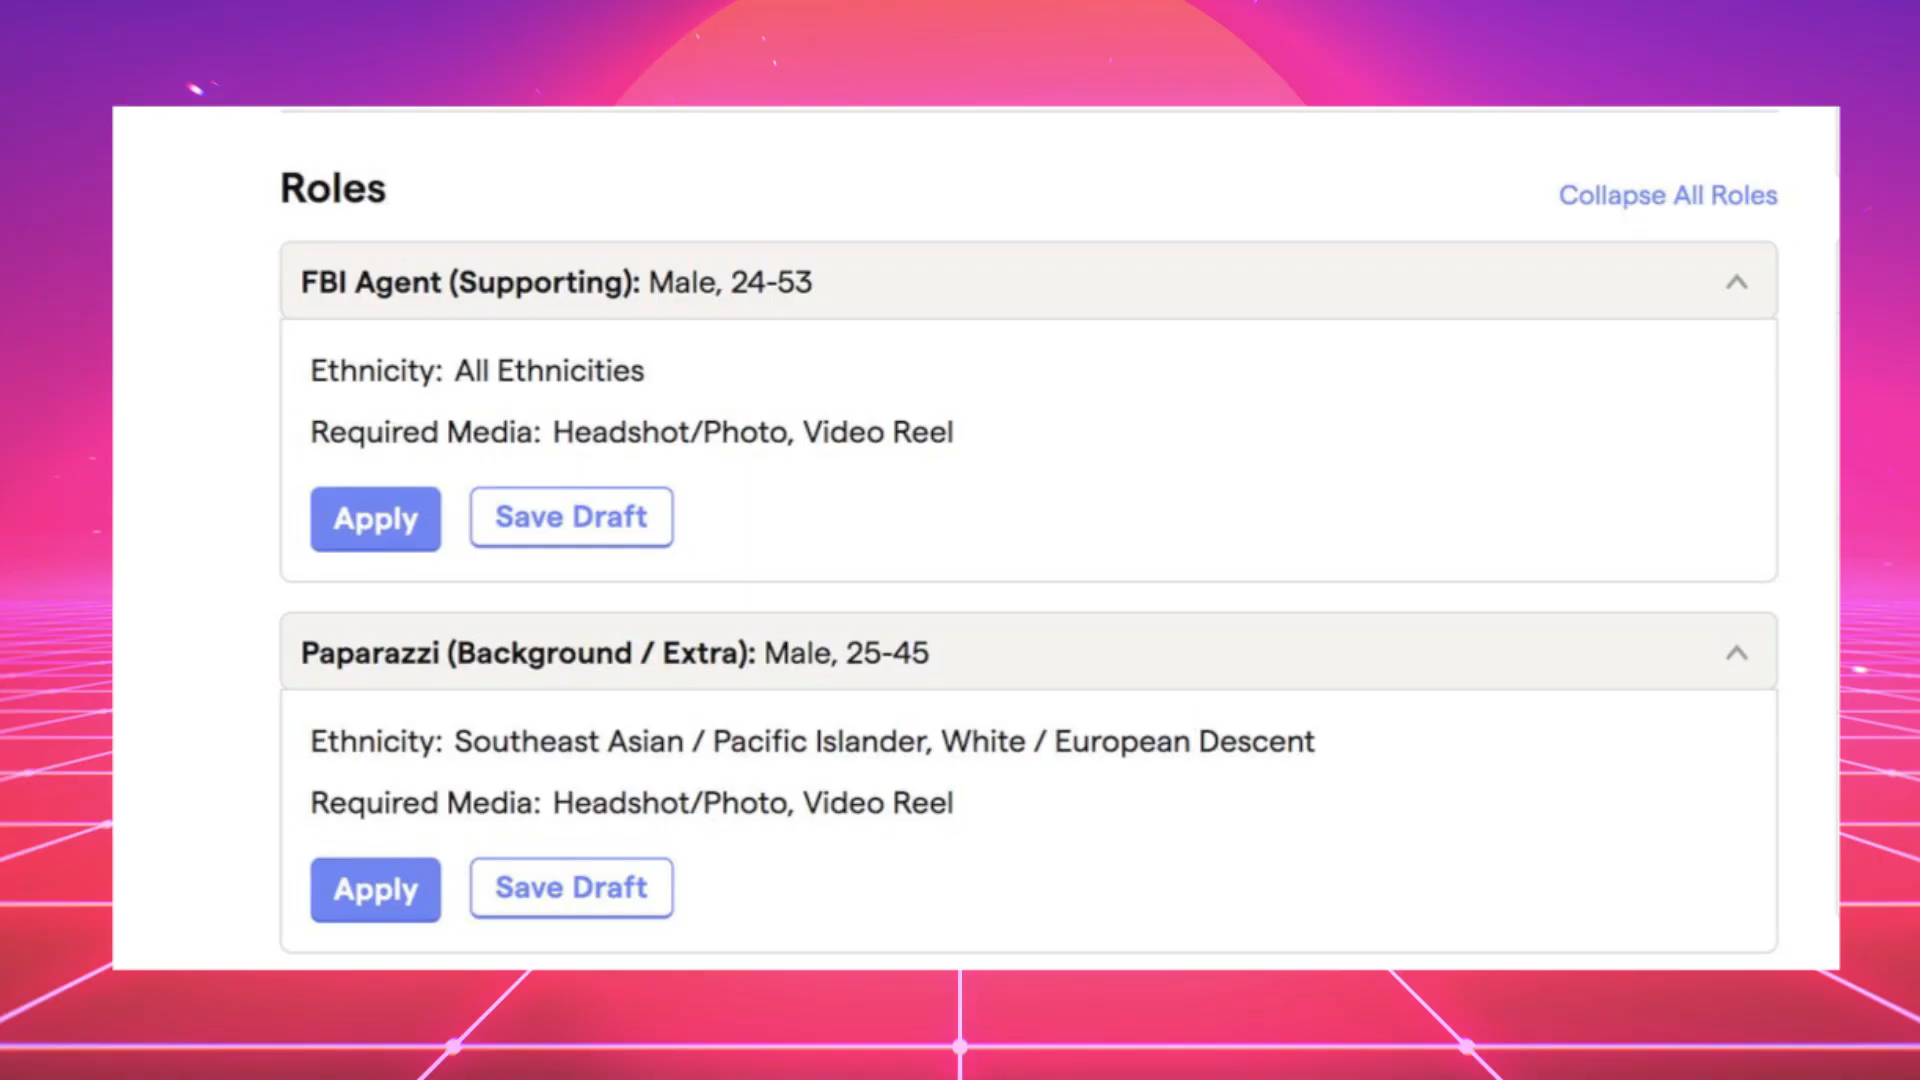 Roles
Collapse All Roles
FBI Agent (Supporting): Male, 24-53
Ethnicity: All Ethnicities
Required Media: Headshot/Photo, Video Reel
Apply
Save Draft
Paparazzi (Background / Extra): Male, 25-45
Ethnicity: Southeast Asian / Pacific Islander, White / European Descent
Required Media: Headshot/Photo, Video Reel
Apply
Save Draft